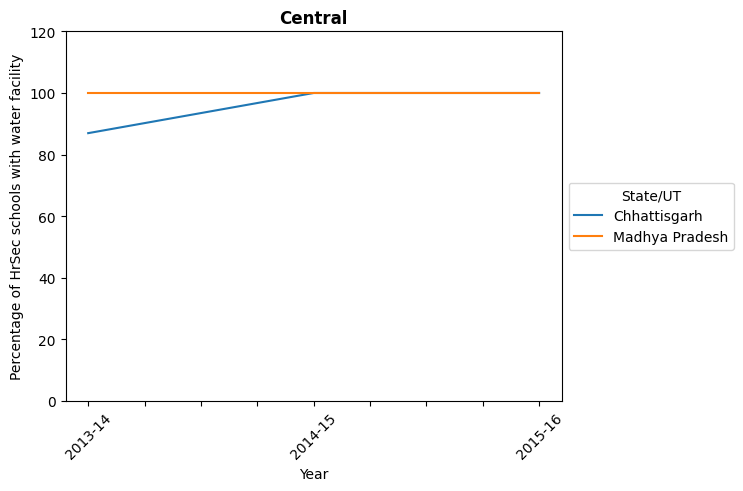 Central
Percentage of HrSec schools with water facility
120
100
80
60
40
20
0
2013-14
2014-15
2015-16
Year
State/UT
Chhattisgarh
Madhya Pradesh